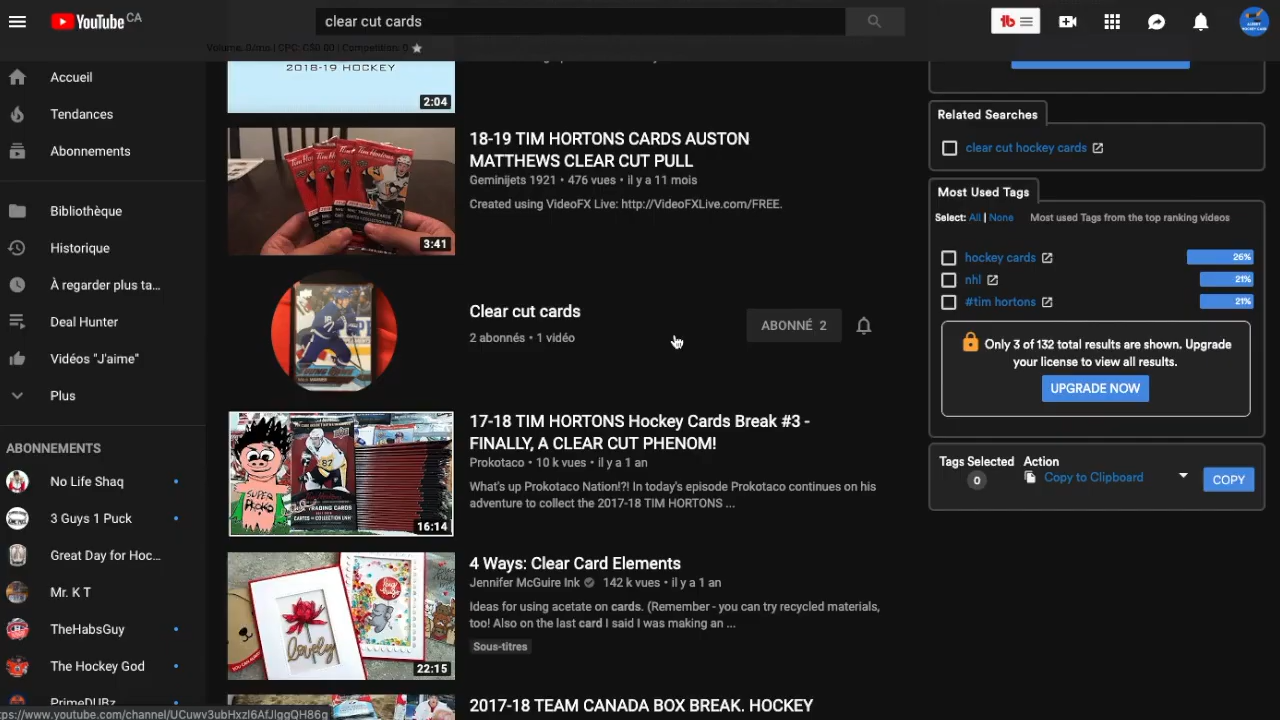 YouTube CA
clear cut cards
Accueil
Tendances
Abonnements
Bibliothèque
Historique
À regarder plus ta...
Deal Hunter
Vidéos "J'aime"
Plus
ABONNEMENTS
No Life Shaq
3 Guys 1 Puck
Great Day for Hoc...
Mr. K T
TheHabsGuy
The Hockey God
PrimeDUBz
2018-19 HOCKEY
2:04
18-19 TIM HORTONS CARDS AUSTON
MATTHEWS CLEAR CUT PULL
Geminijets 1921 • 476 vues • il y a 11 mois
Created using VideoFX Live: http://VideoFXLive.com/FREE.
3:41
Clear cut cards
2 abonnés • 1 vidéo
ABONNÉ 2
17-18 TIM HORTONS Hockey Cards Break #3 -
FINALLY, A CLEAR CUT PHENOM!
Prokotaco • 10 k vues • il y a 1 an
What's up Prokotaco Nation!?! In today's episode Prokotaco continues on his
adventure to collect the 2017-18 TIM HORTONS ...
SUPER
PROKO
16:14
4 Ways: Clear Card Elements
Jennifer McGuire Ink 142 k vues • il y a 1 an
Ideas for using acetate on cards. (Remember - you can try recycled materials,
too! Also on the last card I said I was making an ...
Sous-titres
lovely
22:15
2017-18 TEAM CANADA BOX BREAK. HOCKEY
Related Searches
clear cut hockey cards
Most Used Tags
Select: All | None Most used Tags from the top ranking videos
hockey cards 26%
nhl 21%
#tim hortons 21%
Only 3 of 132 total results are shown. Upgrade
your license to view all results.
UPGRADE NOW
Tags Selected
0
Action
Copy to Clipboard
COPY